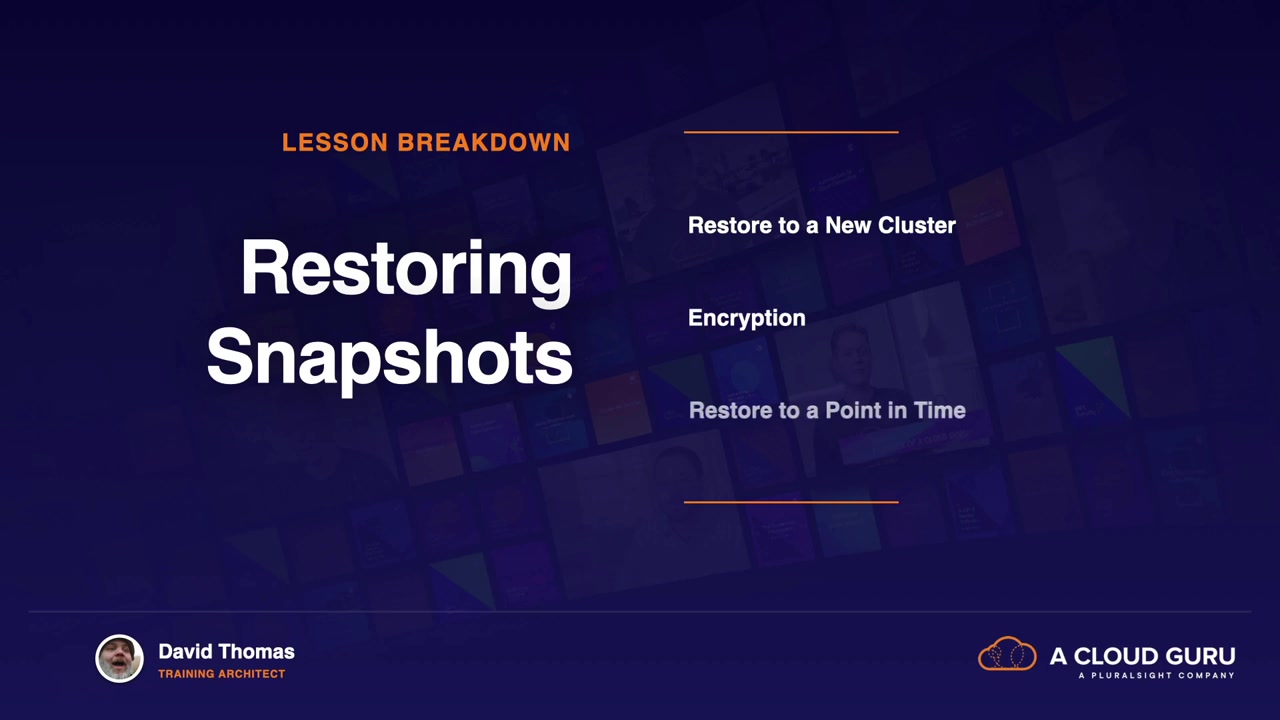 LESSON BREAKDOWN
Restoring
Snapshots
Restore to a New Cluster
Encryption
Restore to a Point in Time
David Thomas
TRAINING ARCHITECT
A CLOUD GURU
A PLURALSIGHT COMPANY